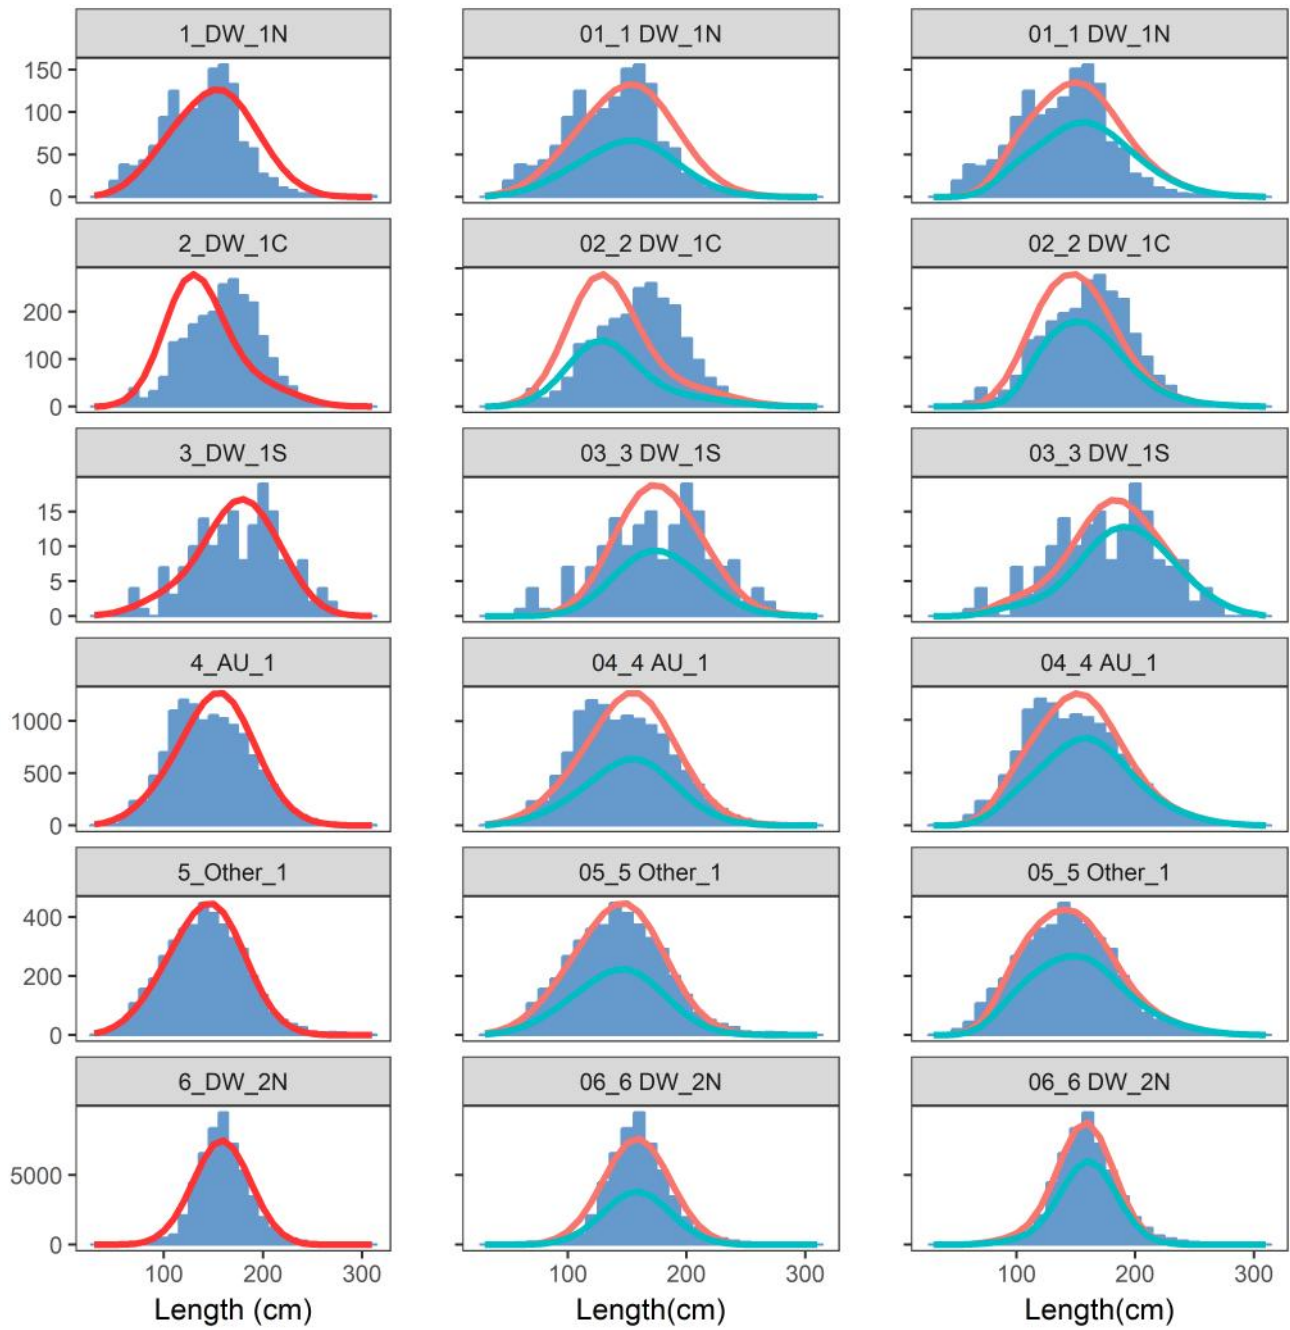 1_DW_1N 01_1 DW_1N 01_1 DW_1N
150
100
50
0
2_DW_1C 02_2 DW_1C 02_2 DW_1C
200
100
0
3_DW_1S 03_3 DW_1S 03_3 DW_1S
15
10
5
0
4_AU_1 04_4 AU_1 04_4 AU_1
1000
500
0
5_Other_1 05_5 Other_1 05_5 Other_1
400
200
0
6_DW_2N 06_6 DW_2N 06_6 DW_2N
5000
0
100 200 300 100 200 300 100 200 300
Length (cm) Length(cm) Length(cm)